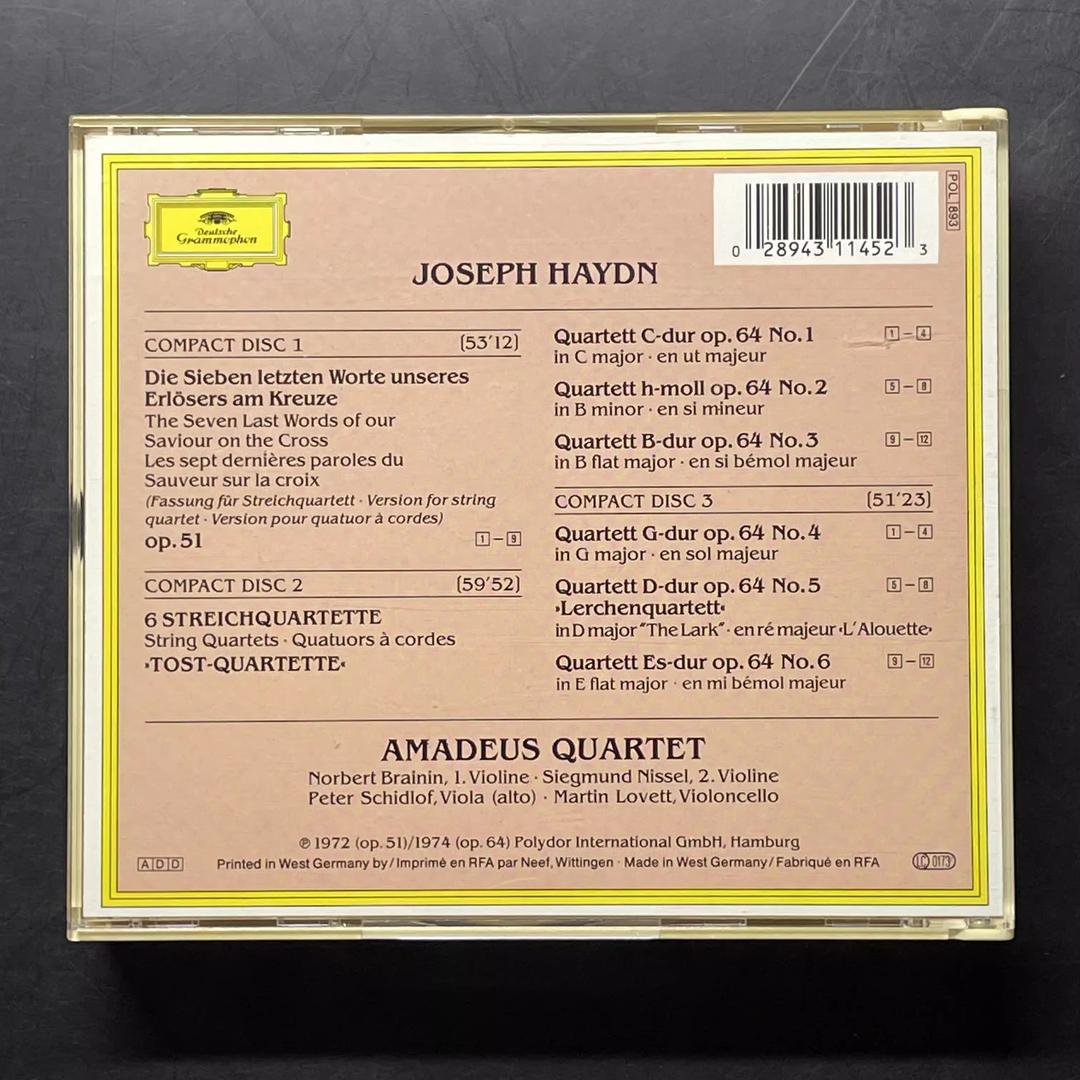 Deutsche
Grammophon
0 28943 11452 3
POL 893
JOSEPH HAYDN
COMPACT DISC 1 (53'12)
Die Sieben letzten Worte unseres
Erlösers am Kreuze
The Seven Last Words of our
Saviour on the Cross
Les sept dernières paroles du
Sauveur sur la croix
(Fassung für Streichquartett · Version for string
quartet · Version pour quatuor à cordes)
op. 51 1 – 9
COMPACT DISC 2 (59'52)
6 STREICHQUARTETTE
String Quartets · Quatuors à cordes
»TOST-QUARTETTE«
Quartett C-dur op. 64 No. 1 1 – 4
in C major · en ut majeur
Quartett h-moll op. 64 No. 2 5 – 8
in B minor · en si mineur
Quartett B-dur op. 64 No. 3 9 – 12
in B flat major · en si bémol majeur
COMPACT DISC 3 (51'23)
Quartett G-dur op. 64 No. 4 1 – 4
in G major · en sol majeur
Quartett D-dur op. 64 No. 5 5 – 8
»Lerchenquartett«
in D major "The Lark" · en ré majeur «L'Alouette»
Quartett Es-dur op. 64 No. 6 9 – 12
in E flat major · en mi bémol majeur
AMADEUS QUARTET
Norbert Brainin, 1. Violine · Siegmund Nissel, 2. Violine
Peter Schidlof, Viola (alto) · Martin Lovett, Violoncello
℗ 1972 (op. 51)/1974 (op. 64) Polydor International GmbH, Hamburg
ADD Printed in West Germany by / Imprimé en RFA par Neef, Wittingen · Made in West Germany / Fabriqué en RFA LC 0173